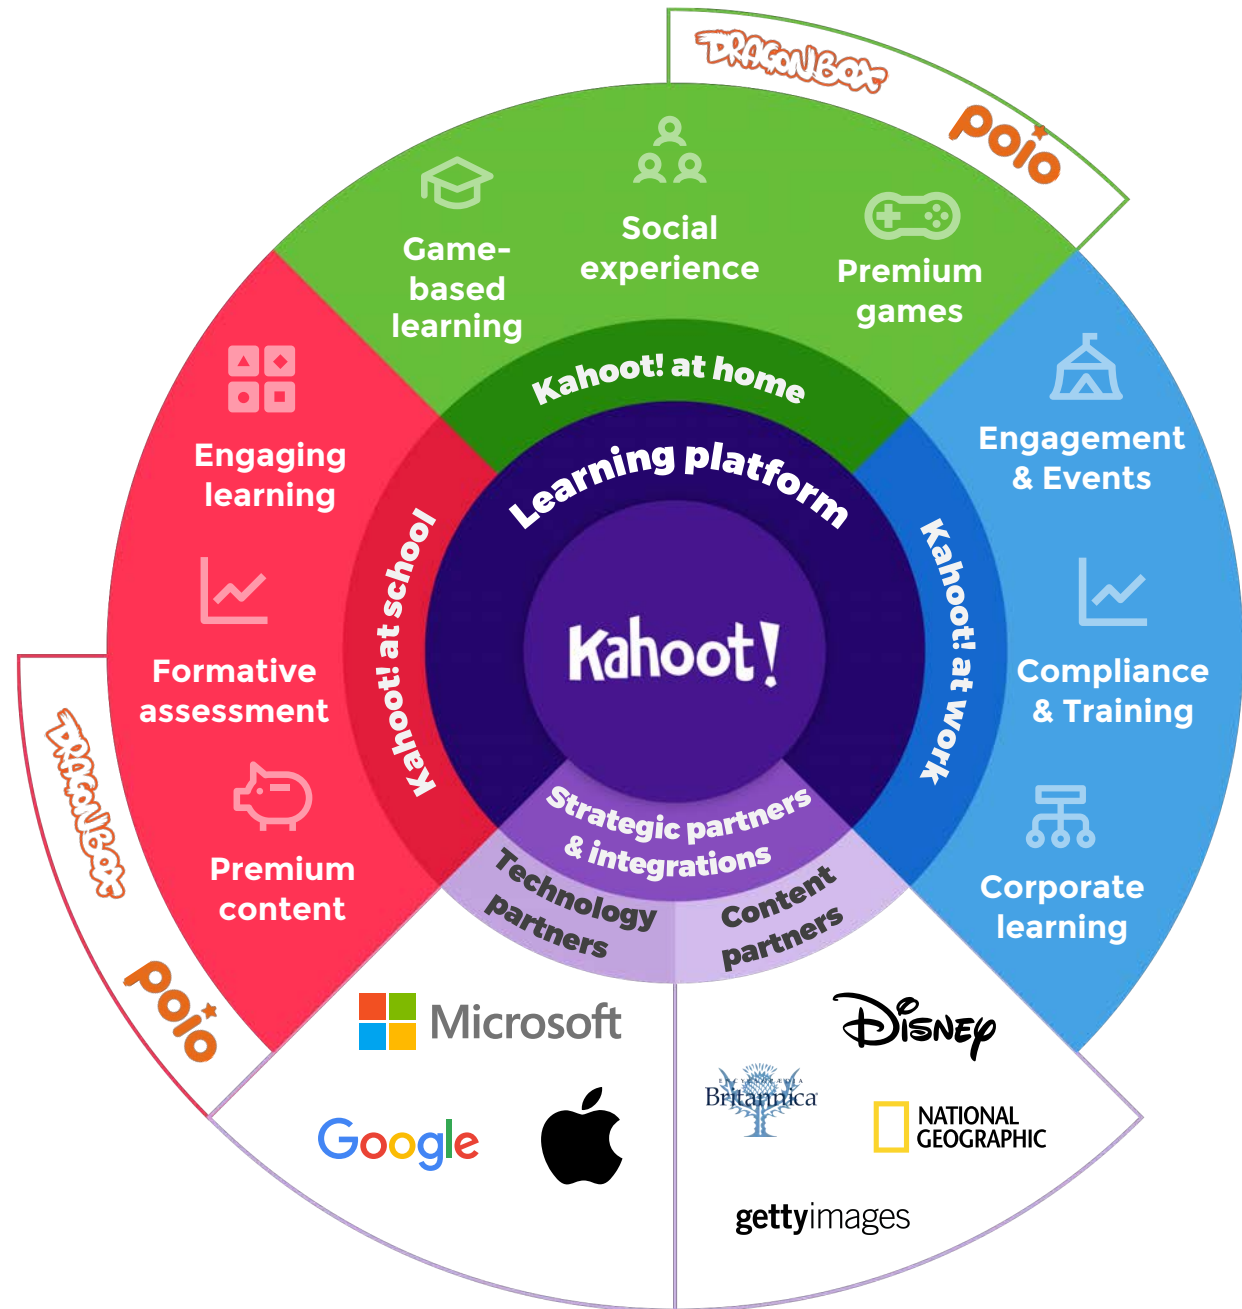 DRAGONBOX
poio
Game-
based
learning
Social
experience
Premium
games
Kahoot! at home
Engaging
learning
Formative
assessment
Premium
content
Kahoot! at school
DRAGONBOX
poio
Learning platform
Kahoot!
Kahoot! at work
Engagement
& Events
Compliance
& Training
Corporate
learning
Strategic partners
& integrations
Technology
partners
Content
partners
Microsoft
Google
Disney
ENCYCLOPÆDIA
Britannica
NATIONAL
GEOGRAPHIC
gettyimages